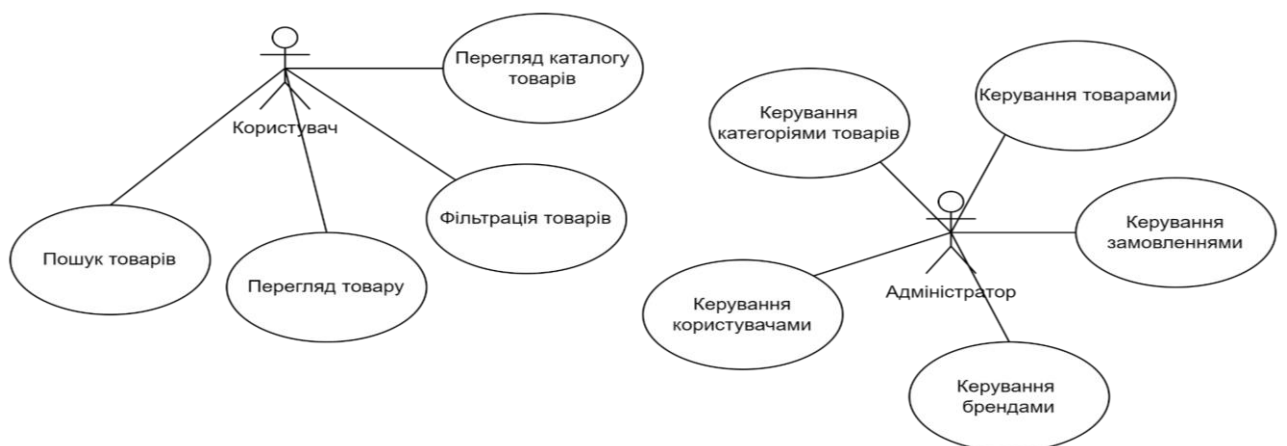 Перегляд каталогу
товарів
Користувач
Фільтрація товарів
Пошук товарів
Перегляд товару
Керування
категоріями товарів
Керування товарами
Керування
замовленнями
Адміністратор
Керування
користувачами
Керування
брендами